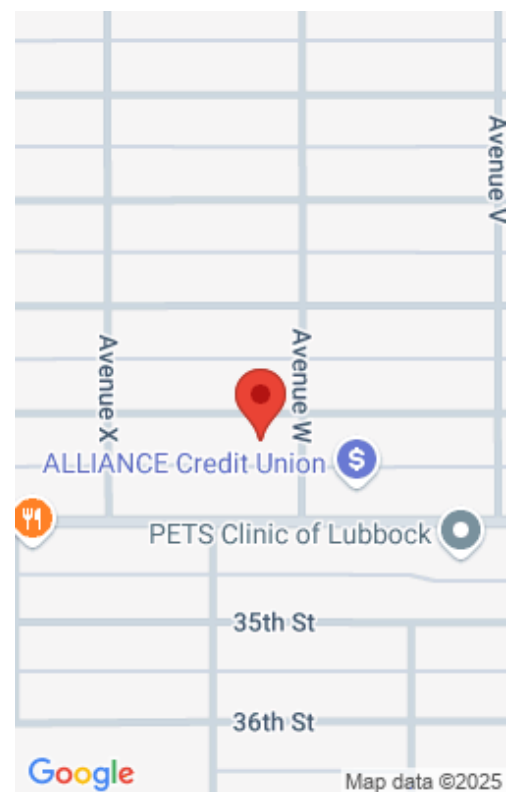 Avenue V
Avenue X
Avenue W
ALLIANCE Credit Union
$
PETS Clinic of Lubbock
35th St
36th St
Google
Map data ©2025